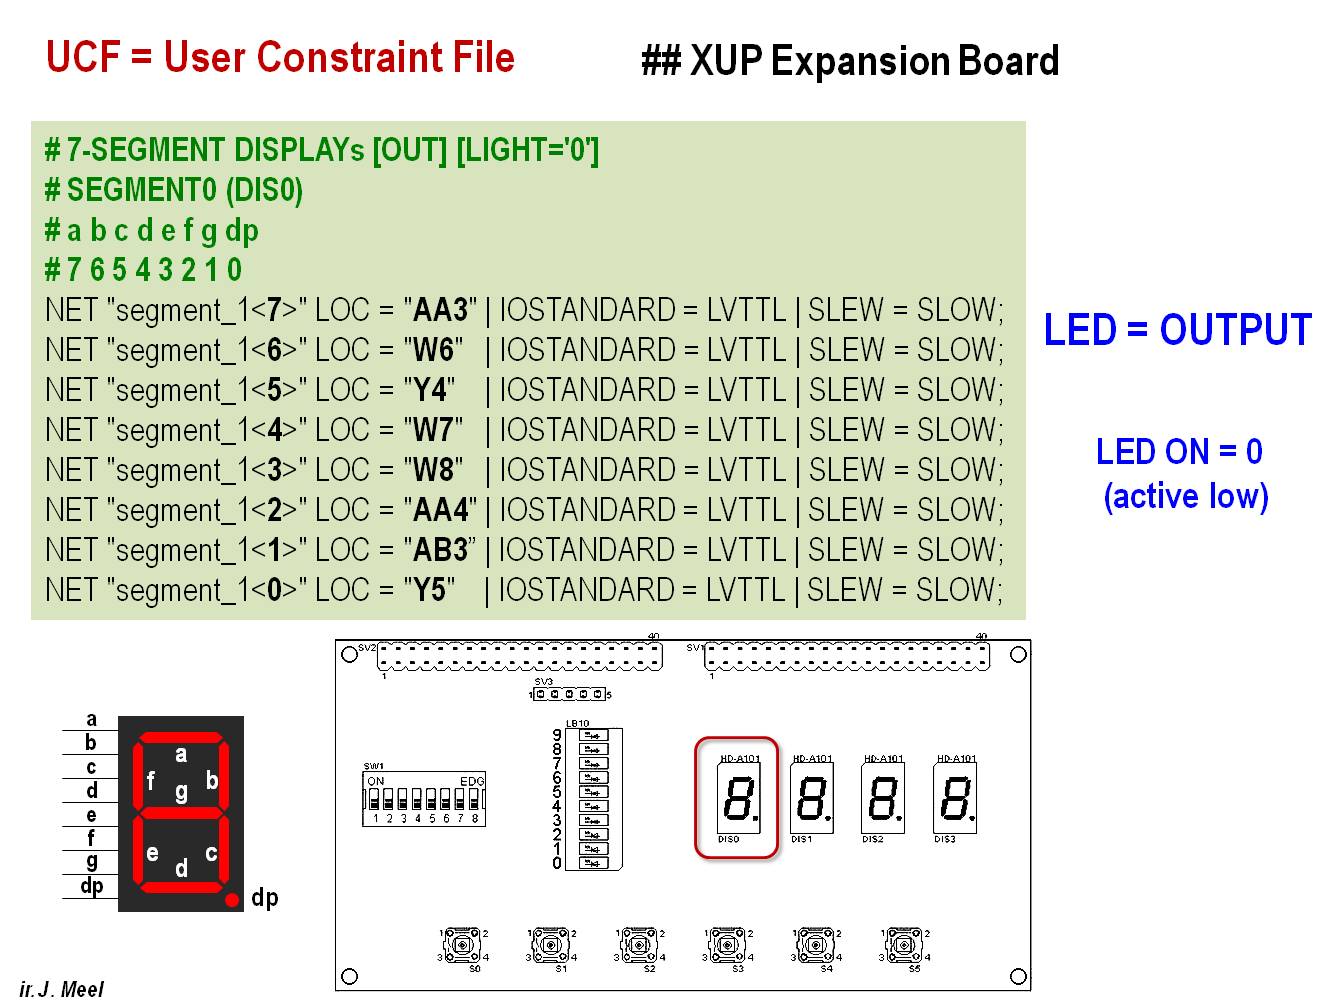 UCF = User Constraint File
## XUP Expansion Board
# 7-SEGMENT DISPLAYs [OUT] [LIGHT='0']
# SEGMENT0 (DIS0)
# a b c d e f g dp
# 7 6 5 4 3 2 1 0
NET "segment_1<7>" LOC = "AA3" | IOSTANDARD = LVTTL | SLEW = SLOW;
NET "segment_1<6>" LOC = "W6" | IOSTANDARD = LVTTL | SLEW = SLOW;
NET "segment_1<5>" LOC = "Y4" | IOSTANDARD = LVTTL | SLEW = SLOW;
NET "segment_1<4>" LOC = "W7" | IOSTANDARD = LVTTL | SLEW = SLOW;
NET "segment_1<3>" LOC = "W8" | IOSTANDARD = LVTTL | SLEW = SLOW;
NET "segment_1<2>" LOC = "AA4" | IOSTANDARD = LVTTL | SLEW = SLOW;
NET "segment_1<1>" LOC = "AB3” | IOSTANDARD = LVTTL | SLEW = SLOW;
NET "segment_1<0>" LOC = "Y5" | IOSTANDARD = LVTTL | SLEW = SLOW;
LED = OUTPUT
LED ON = 0
(active low)
a
b
c
d
e
f
g
dp
a
f b
g
e c
d
dp
SV2 40
1
SV1 40
1
SV3
1 5
LB10
9
8
7
6
5
4
3
2
1
0
SW1
ON EDG
1 2 3 4 5 6 7 8
HD-A101 HD-A101 HD-A101 HD-A101
8. 8. 8. 8.
DIS0 DIS1 DIS2 DIS3
1 2 1 2 1 2 1 2 1 2 1 2
3 4 3 4 3 4 3 4 3 4 3 4
S0 S1 S2 S3 S4 S5
ir. J. Meel